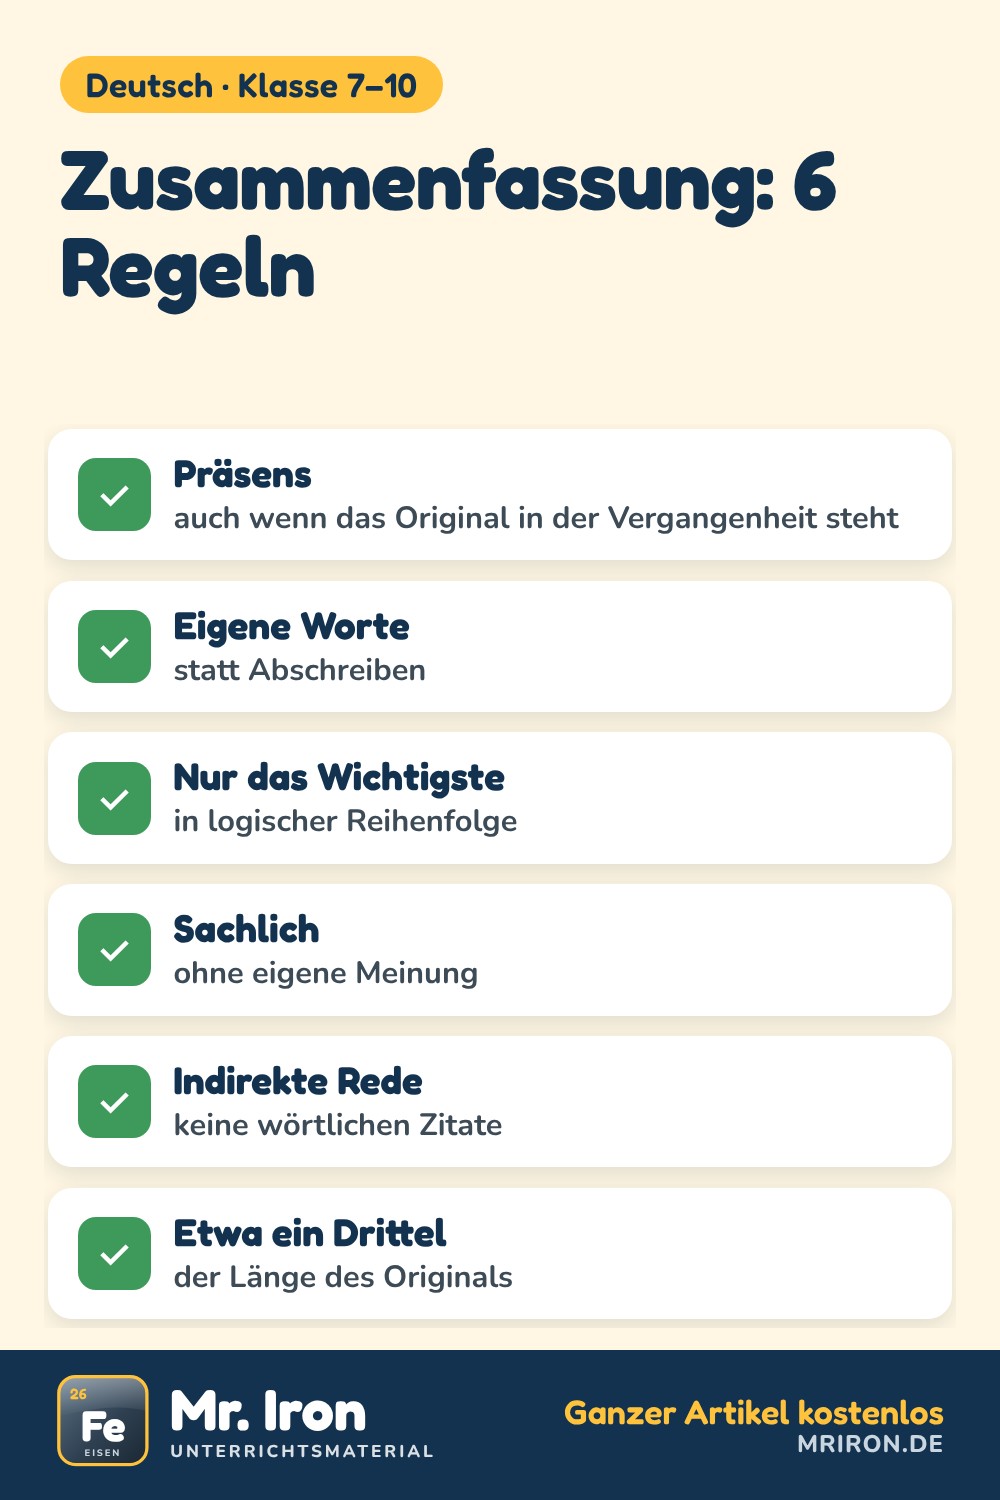 Deutsch · Klasse 7–10
Zusammenfassung: 6
Regeln
Präsens
auch wenn das Original in der Vergangenheit steht
Eigene Worte
statt Abschreiben
Nur das Wichtigste
in logischer Reihenfolge
Sachlich
ohne eigene Meinung
Indirekte Rede
keine wörtlichen Zitate
Etwa ein Drittel
der Länge des Originals
26
Fe
EISEN
Mr. Iron
UNTERRICHTSMATERIAL
Ganzer Artikel kostenlos
MRIRON.DE